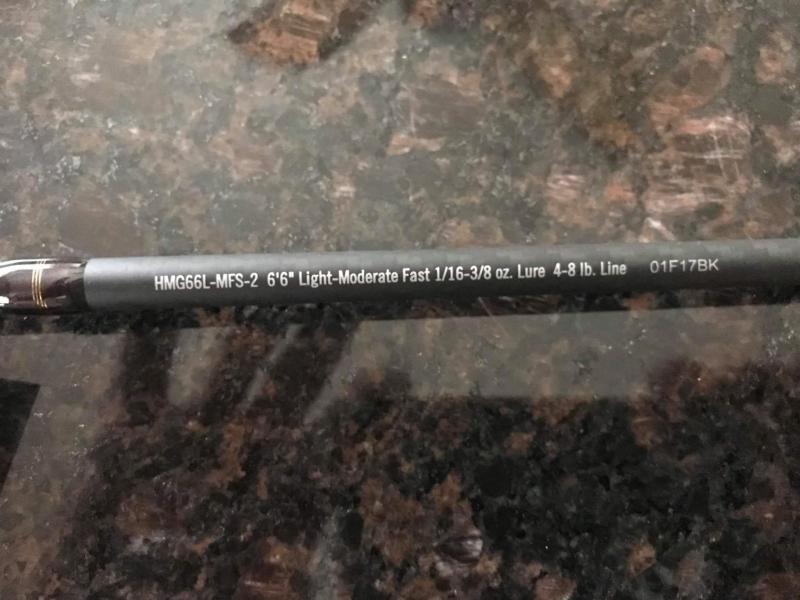 HMG66L-MFS-2 6'6" Light-Moderate Fast 1/16-3/8 oz. Lure 4-8 lb. Line 01F17BK